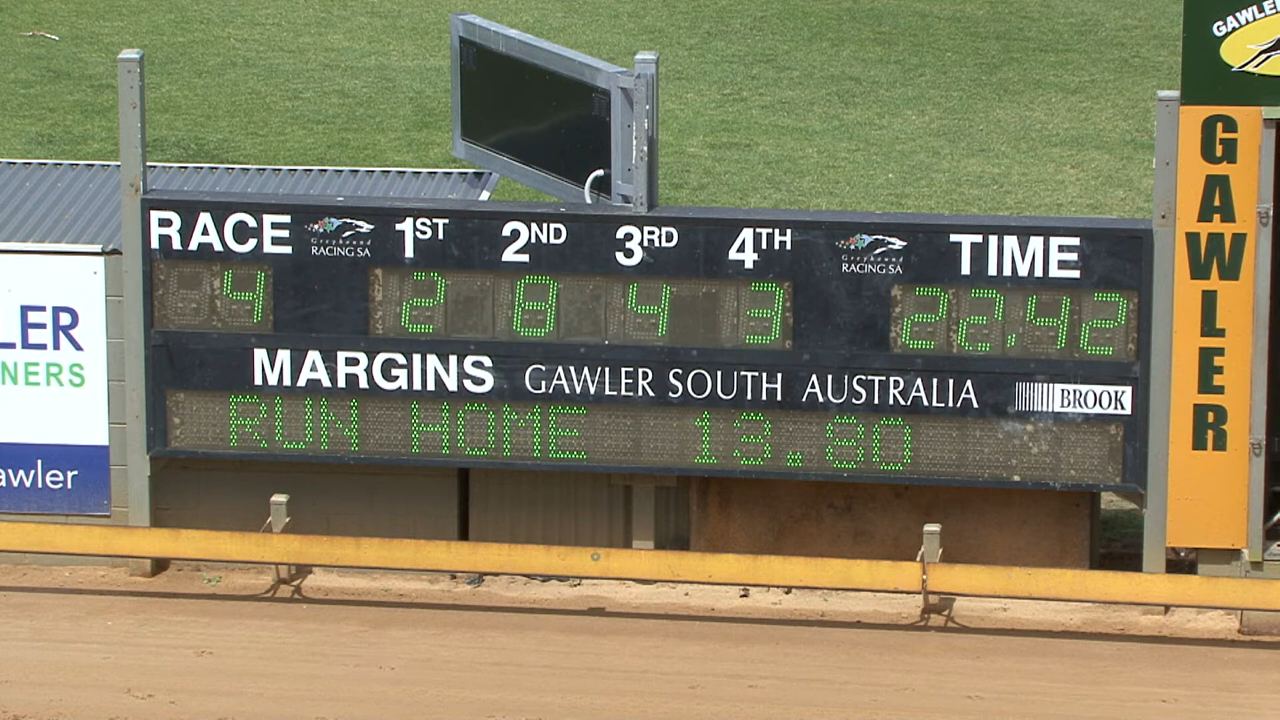 GAWLER
RACE
Greyhound
RACING SA
1ST 2ND 3RD 4TH
Greyhound
RACING SA
TIME
4 2 8 4 3 22.42
MARGINS GAWLER SOUTH AUSTRALIA BROOK
RUN HOME 13.80
LER
NERS
awler
GAWLER